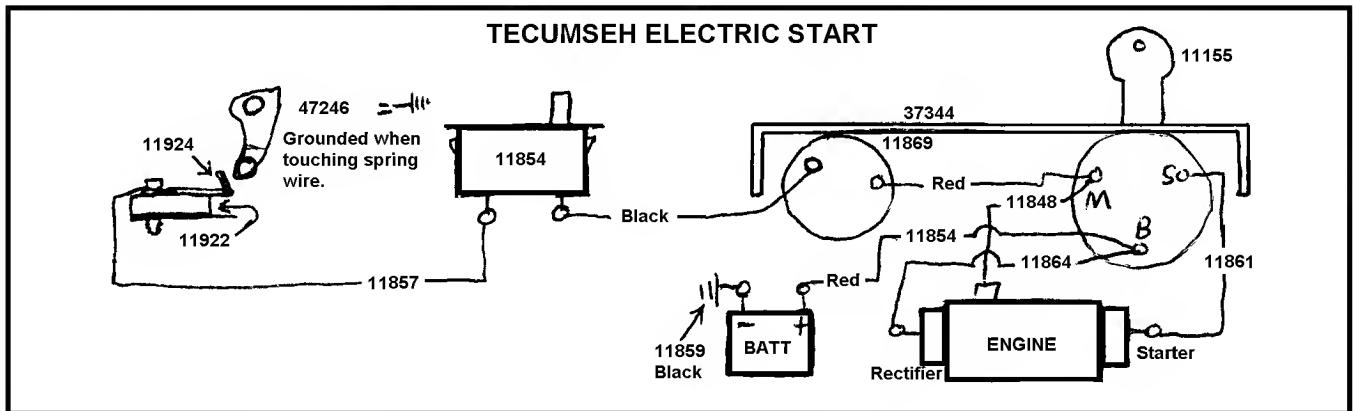 TECUMSEH ELECTRIC START
11155
47246
Grounded when
touching spring
wire.
11924
11922
11854
37344
11869
Red
11848
M
So
B
Black
11854
11864
11861
11857
Red
11859
Black
-
+
BATT
ENGINE
Rectifier
Starter